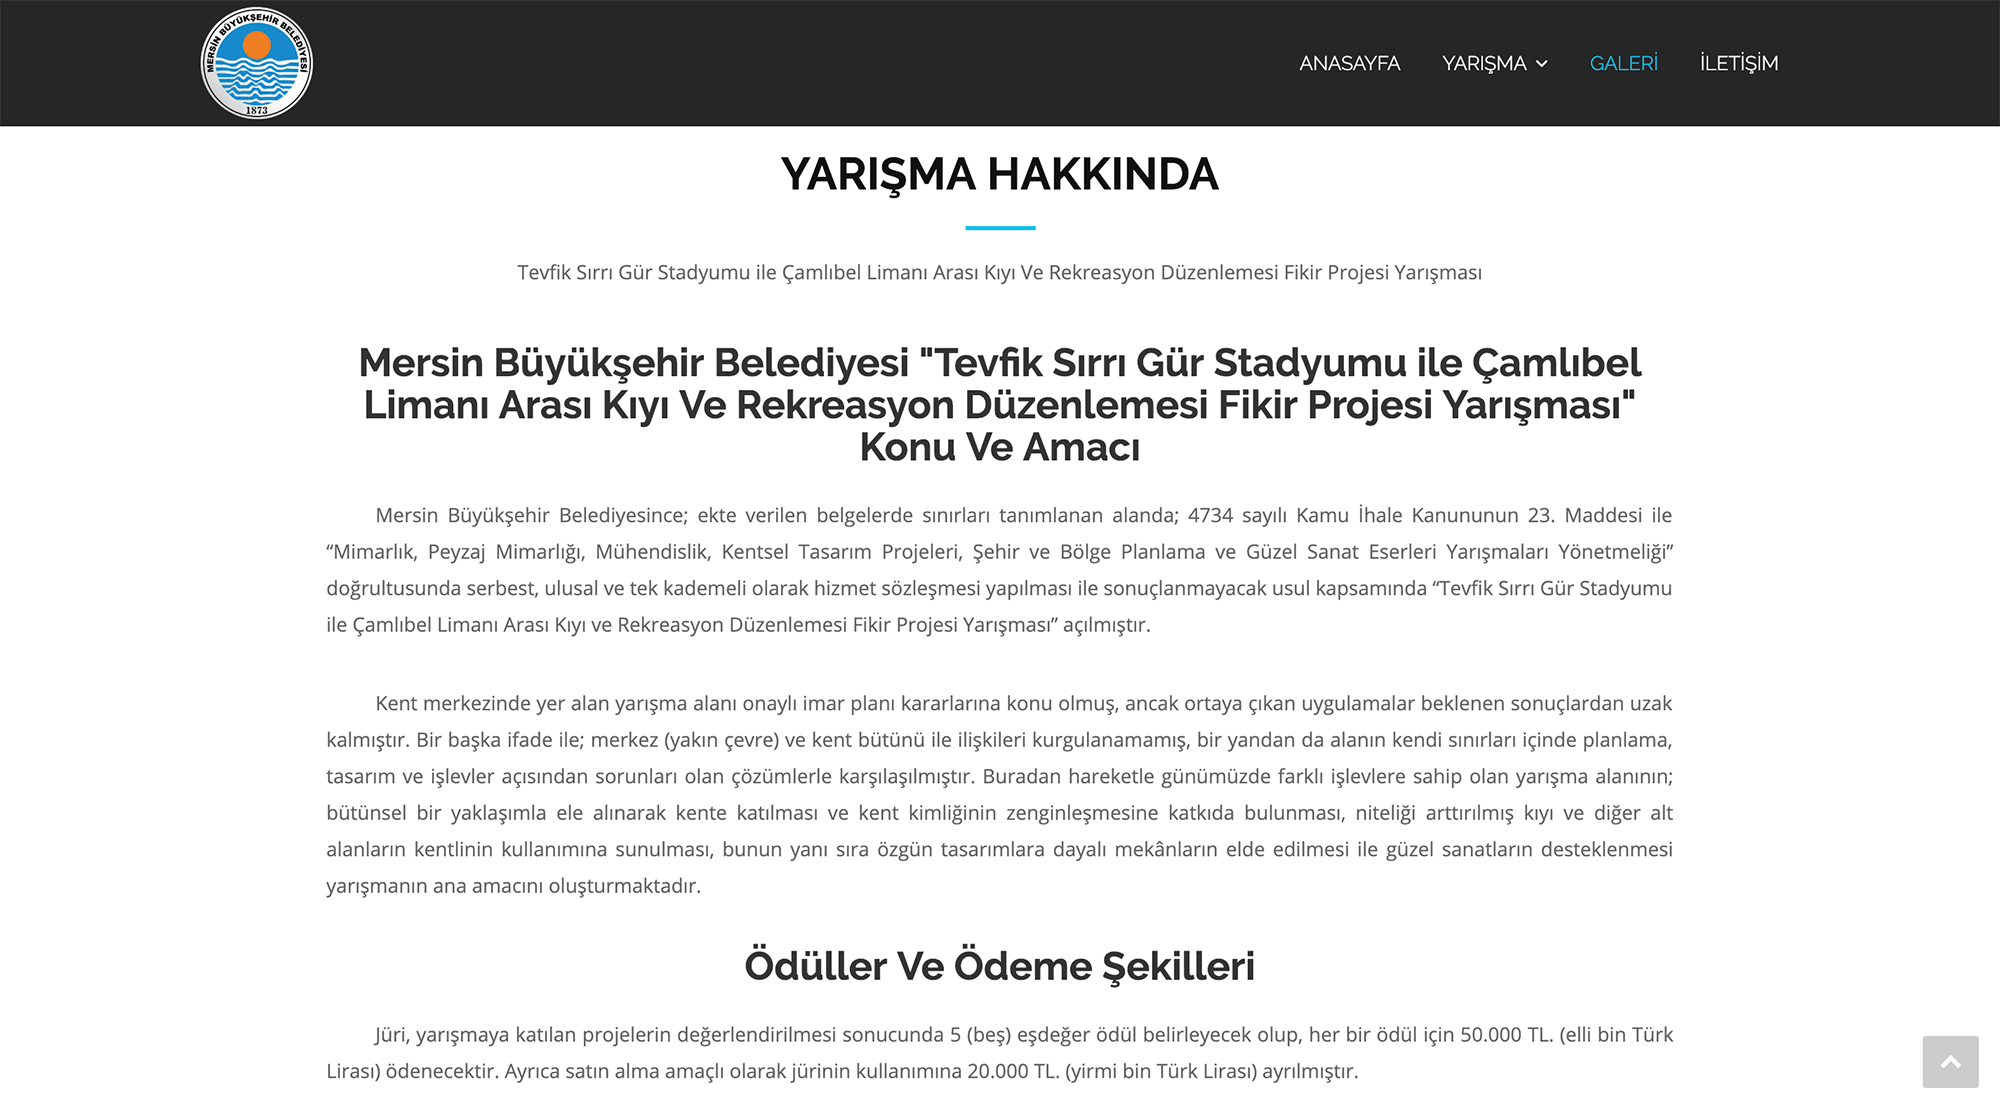 MERSİN BÜYÜKŞEHİR BELEDİYESİ
1873
ANASAYFA YARIŞMA GALERİ İLETİŞİM
YARIŞMA HAKKINDA
Tevfik Sırrı Gür Stadyumu ile Çamlıbel Limanı Arası Kıyı Ve Rekreasyon Düzenlemesi Fikir Projesi Yarışması
Mersin Büyükşehir Belediyesi "Tevfik Sırrı Gür Stadyumu ile Çamlıbel
Limanı Arası Kıyı Ve Rekreasyon Düzenlemesi Fikir Projesi Yarışması"
Konu Ve Amacı
Mersin Büyükşehir Belediyesince; ekte verilen belgelerde sınırları tanımlanan alanda; 4734 sayılı Kamu İhale Kanununun 23. Maddesi ile
“Mimarlık, Peyzaj Mimarlığı, Mühendislik, Kentsel Tasarım Projeleri, Şehir ve Bölge Planlama ve Güzel Sanat Eserleri Yarışmaları Yönetmeliği”
doğrultusunda serbest, ulusal ve tek kademeli olarak hizmet sözleşmesi yapılması ile sonuçlanmayacak usul kapsamında “Tevfik Sırrı Gür Stadyumu
ile Çamlıbel Limanı Arası Kıyı ve Rekreasyon Düzenlemesi Fikir Projesi Yarışması” açılmıştır.
Kent merkezinde yer alan yarışma alanı onaylı imar planı kararlarına konu olmuş, ancak ortaya çıkan uygulamalar beklenen sonuçlardan uzak
kalmıştır. Bir başka ifade ile; merkez (yakın çevre) ve kent bütünü ile ilişkileri kurgulanamamış, bir yandan da alanın kendi sınırları içinde planlama,
tasarım ve işlevler açısından sorunları olan çözümlerle karşılaşılmıştır. Buradan hareketle günümüzde farklı işlevlere sahip olan yarışma alanının;
bütünsel bir yaklaşımla ele alınarak kente katılması ve kent kimliğinin zenginleşmesine katkıda bulunması, niteliği arttırılmış kıyı ve diğer alt
alanların kentlinin kullanımına sunulması, bunun yanı sıra özgün tasarımlara dayalı mekânların elde edilmesi ile güzel sanatların desteklenmesi
yarışmanın ana amacını oluşturmaktadır.
Ödüller Ve Ödeme Şekilleri
Jüri, yarışmaya katılan projelerin değerlendirilmesi sonucunda 5 (beş) eşdeğer ödül belirleyecek olup, her bir ödül için 50.000 TL. (elli bin Türk
Lirası) ödenecektir. Ayrıca satın alma amaçlı olarak jürinin kullanımına 20.000 TL. (yirmi bin Türk Lirası) ayrılmıştır.